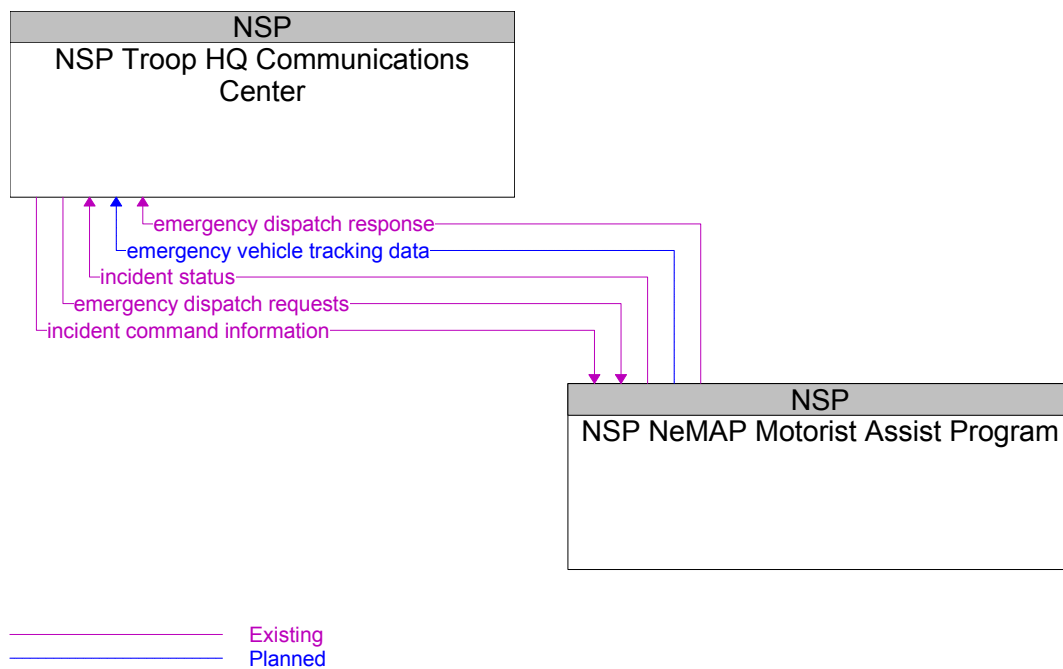 NSP
NSP Troop HQ Communications
Center
emergency dispatch response
emergency vehicle tracking data
incident status
emergency dispatch requests
incident command information
NSP
NSP NeMAP Motorist Assist Program
Existing
Planned